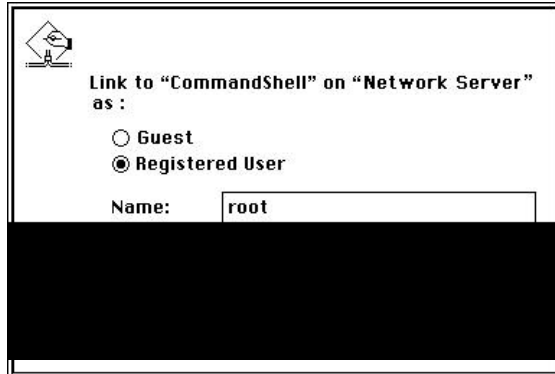 Link to “CommandShell” on “Network Server”
as :
Guest
Registered User
Name: root